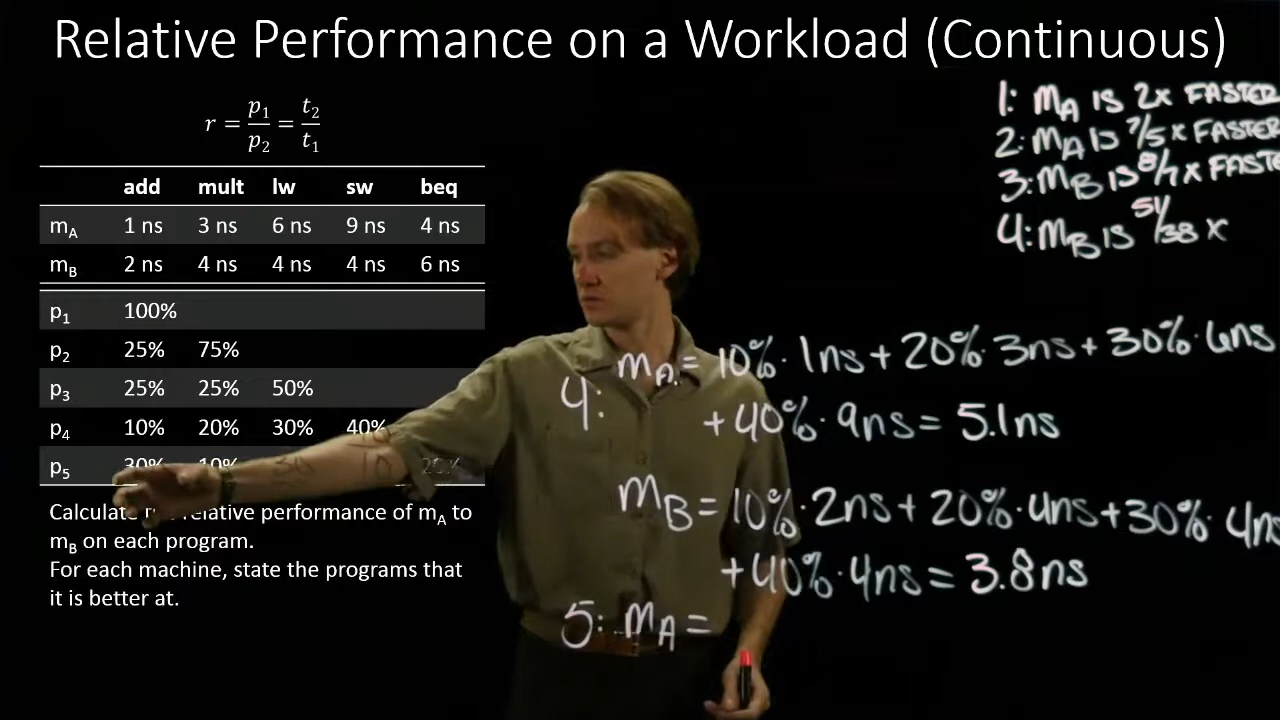 Relative Performance on a Workload (Continuous)
r = p₁/p₂ = t₂/t₁
add mult lw sw beq
mA 1 ns 3 ns 6 ns 9 ns 4 ns
mB 2 ns 4 ns 4 ns 4 ns 6 ns
p₁ 100%
p₂ 25% 75%
p₃ 25% 25% 50%
p₄ 10% 20% 30% 40%
p₅ 30% 10%
Calculate relative performance of mA to
mB on each program.
For each machine, state the programs that
it is better at.
1: mA IS 2x FASTER
2: mA IS 7/5 x FASTER
3: mB IS 8/7 x FASTE
4: mB IS 51/38 x
4: mA = 10% · 1ns + 20% · 3ns + 30% · 6ns
+ 40% · 9ns = 5.1ns
mB = 10% · 2ns + 20% · 4ns + 30% · 4ns
+ 40% · 4ns = 3.8ns
5: mA =